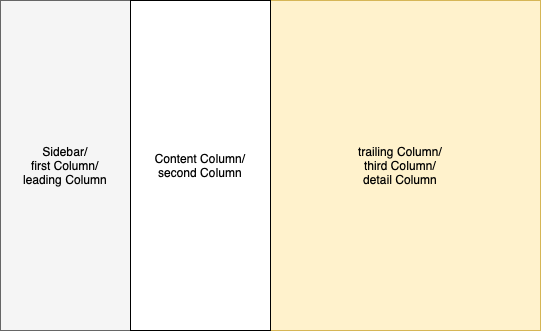 Sidebar/
first Column/
leading Column
Content Column/
second Column
trailing Column/
third Column/
detail Column